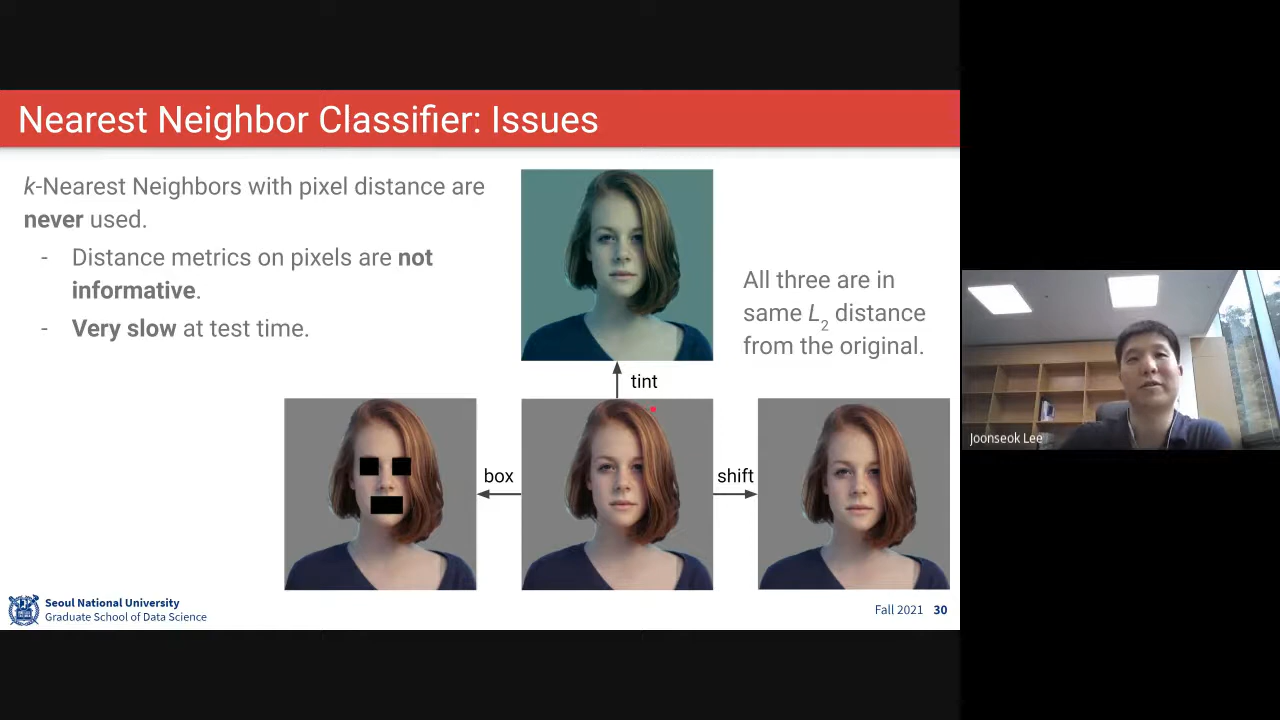 Nearest Neighbor Classifier: Issues
k-Nearest Neighbors with pixel distance are
never used.
- Distance metrics on pixels are not
informative.
- Very slow at test time.
All three are in
same L2 distance
from the original.
tint
box
shift
Joonseok Lee
Seoul National University
Graduate School of Data Science
Fall 2021 30